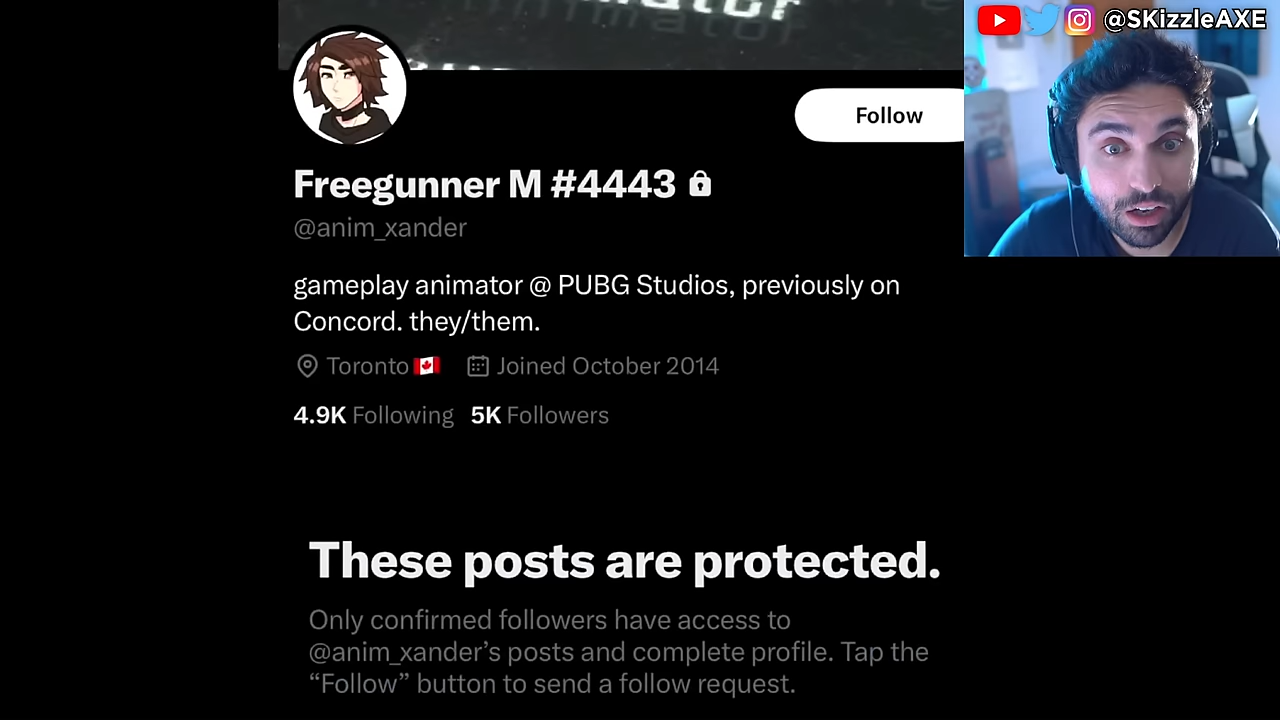 @SKizzleAXE
Follow
Freegunner M #4443
@anim_xander
gameplay animator @ PUBG Studios, previously on
Concord. they/them.
Toronto🇨🇦 Joined October 2014
4.9K Following 5K Followers
These posts are protected.
Only confirmed followers have access to
@anim_xander’s posts and complete profile. Tap the
“Follow” button to send a follow request.